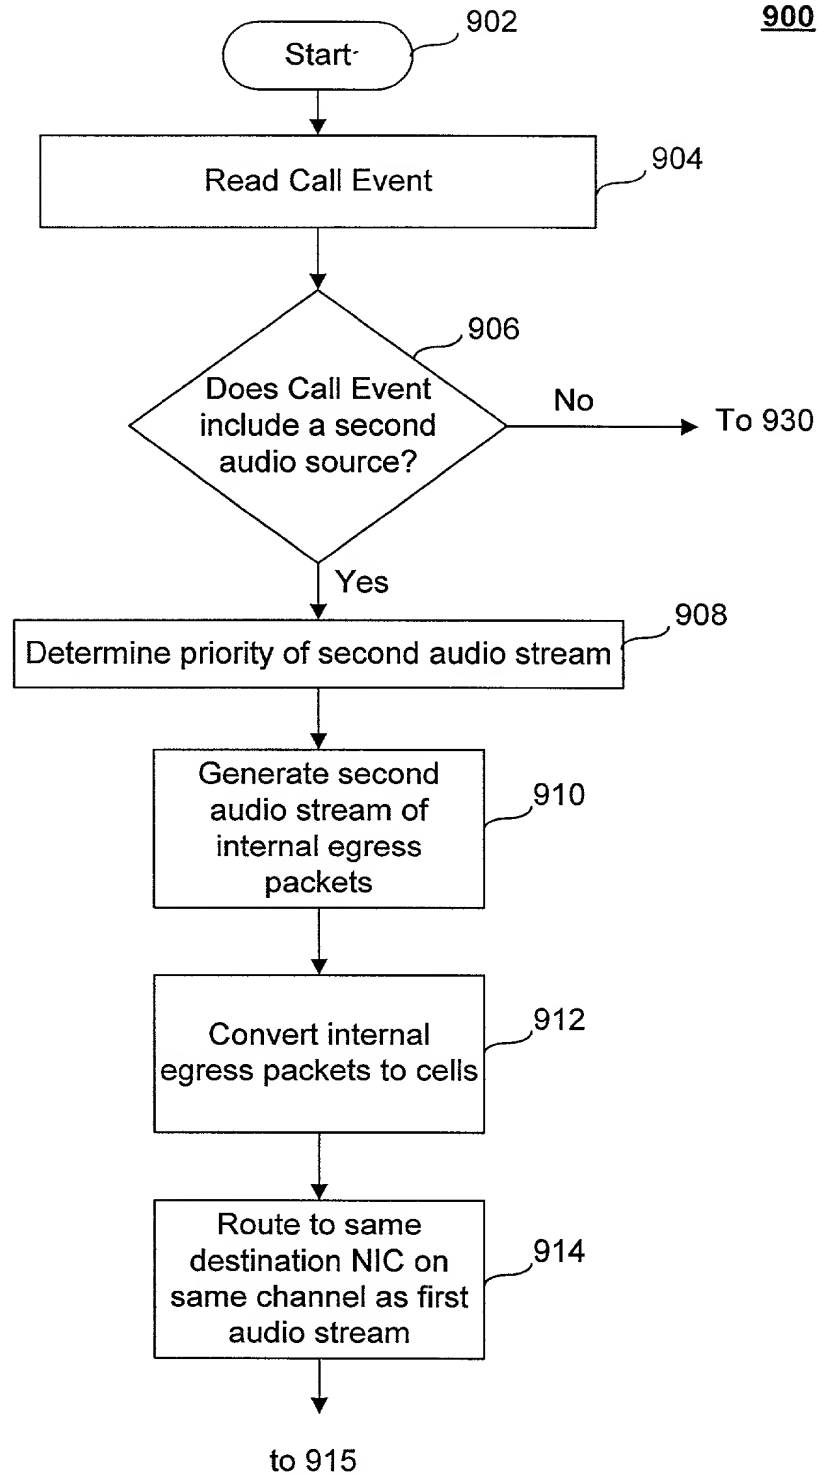 900
Start
902
Read Call Event
904
906
Does Call Event
include a second
audio source?
No
To 930
Yes
908
Determine priority of second audio stream
Generate second
audio stream of
internal egress
packets
910
Convert internal
egress packets to cells
912
Route to same
destination NIC on
same channel as first
audio stream
914
to 915